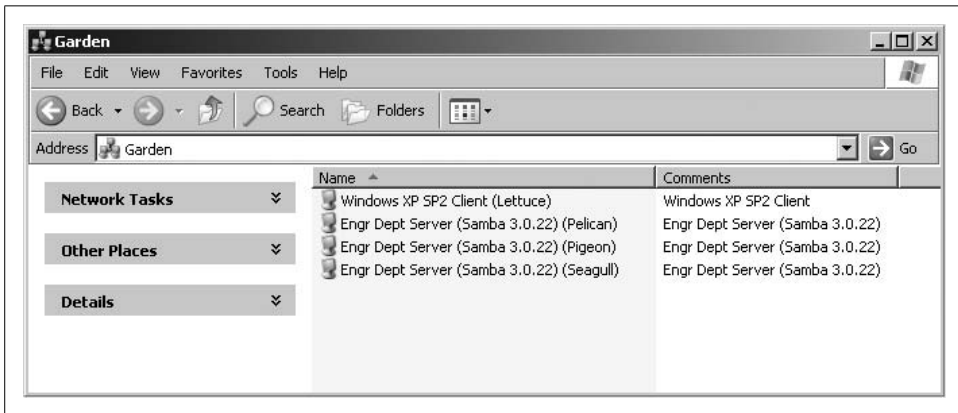 Garden
File Edit View Favorites Tools Help
Back Search Folders
Address Garden Go
Network Tasks
Other Places
Details
Name Comments
Windows XP SP2 Client (Lettuce) Windows XP SP2 Client
Engr Dept Server (Samba 3.0.22) (Pelican) Engr Dept Server (Samba 3.0.22)
Engr Dept Server (Samba 3.0.22) (Pigeon) Engr Dept Server (Samba 3.0.22)
Engr Dept Server (Samba 3.0.22) (Seagull) Engr Dept Server (Samba 3.0.22)